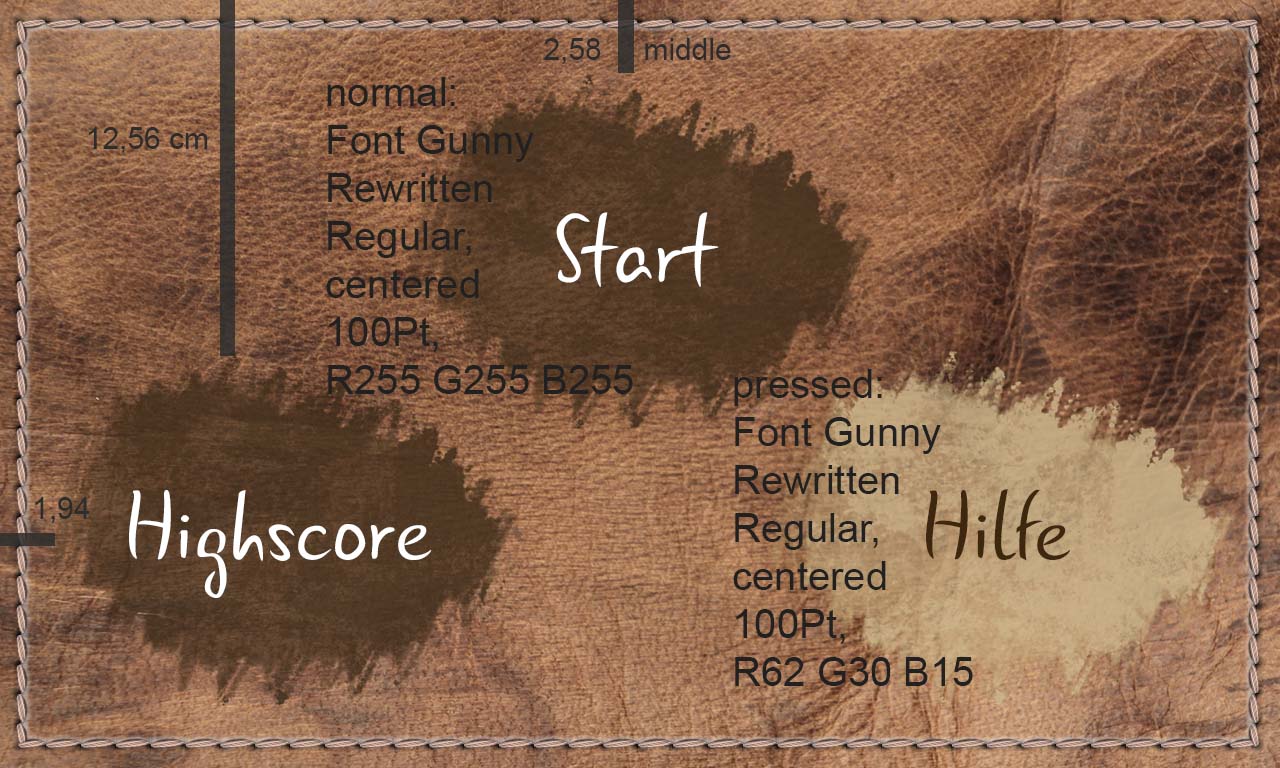 2,58
middle
normal:
Font Gunny
Rewritten
Regular,
centered
100Pt,
R255 G255 B255
12,56 cm
Start
pressed:
Font Gunny
Rewritten
Regular,
centered
100Pt,
R62 G30 B15
1,94
Highscore
Hilfe